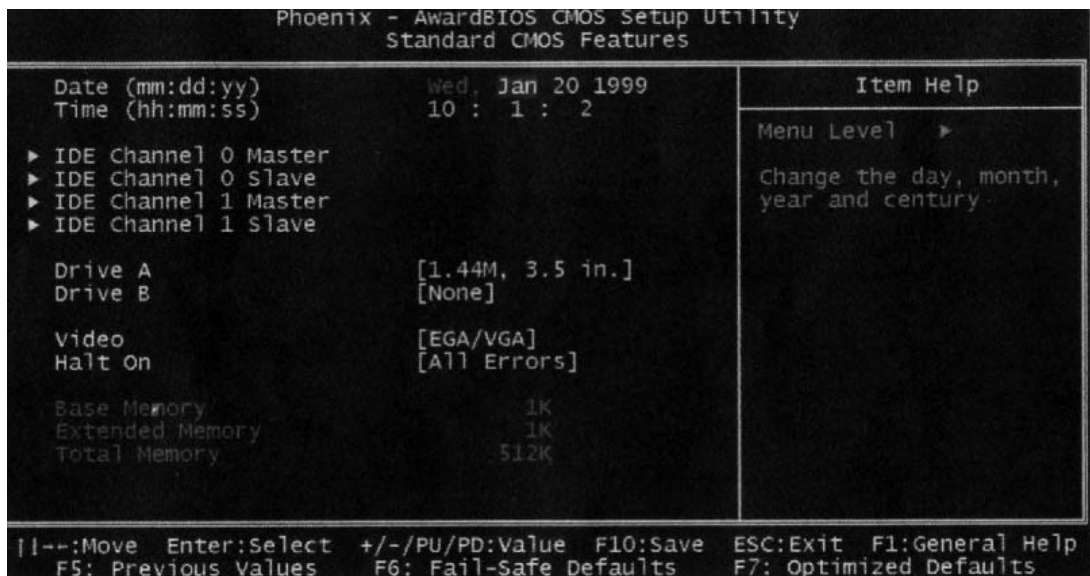 Phoenix - AwardBIOS CMOS Setup Utility
Standard CMOS Features
Date (mm:dd:yy) Wed, Jan 20 1999
Time (hh:mm:ss) 10 : 1 : 2
▶ IDE Channel 0 Master
▶ IDE Channel 0 Slave
▶ IDE Channel 1 Master
▶ IDE Channel 1 Slave
Drive A [1.44M, 3.5 in.]
Drive B [None]
Video [EGA/VGA]
Halt On [All Errors]
Base Memory 1K
Extended Memory 1K
Total Memory 512K
Item Help
Menu Level ▶
Change the day, month,
year and century
:Move Enter:Select +/-/PU/PD:Value F10:Save ESC:Exit F1:General Help
F5: Previous Values F6: Fail-Safe Defaults F7: Optimized Defaults